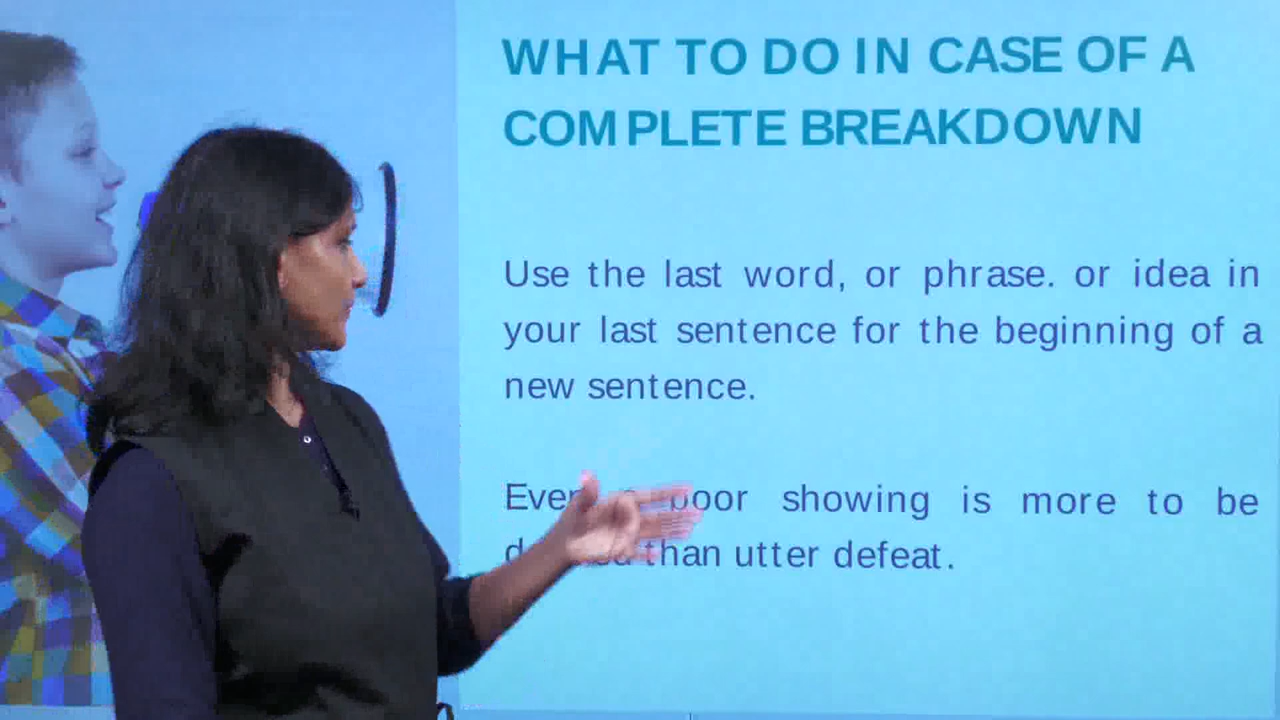 WHAT TO DO IN CASE OF A
COMPLETE BREAKDOWN
Use the last word, or phrase. or idea in
your last sentence for the beginning of a
new sentence.
poor showing is more to be
than utter defeat.